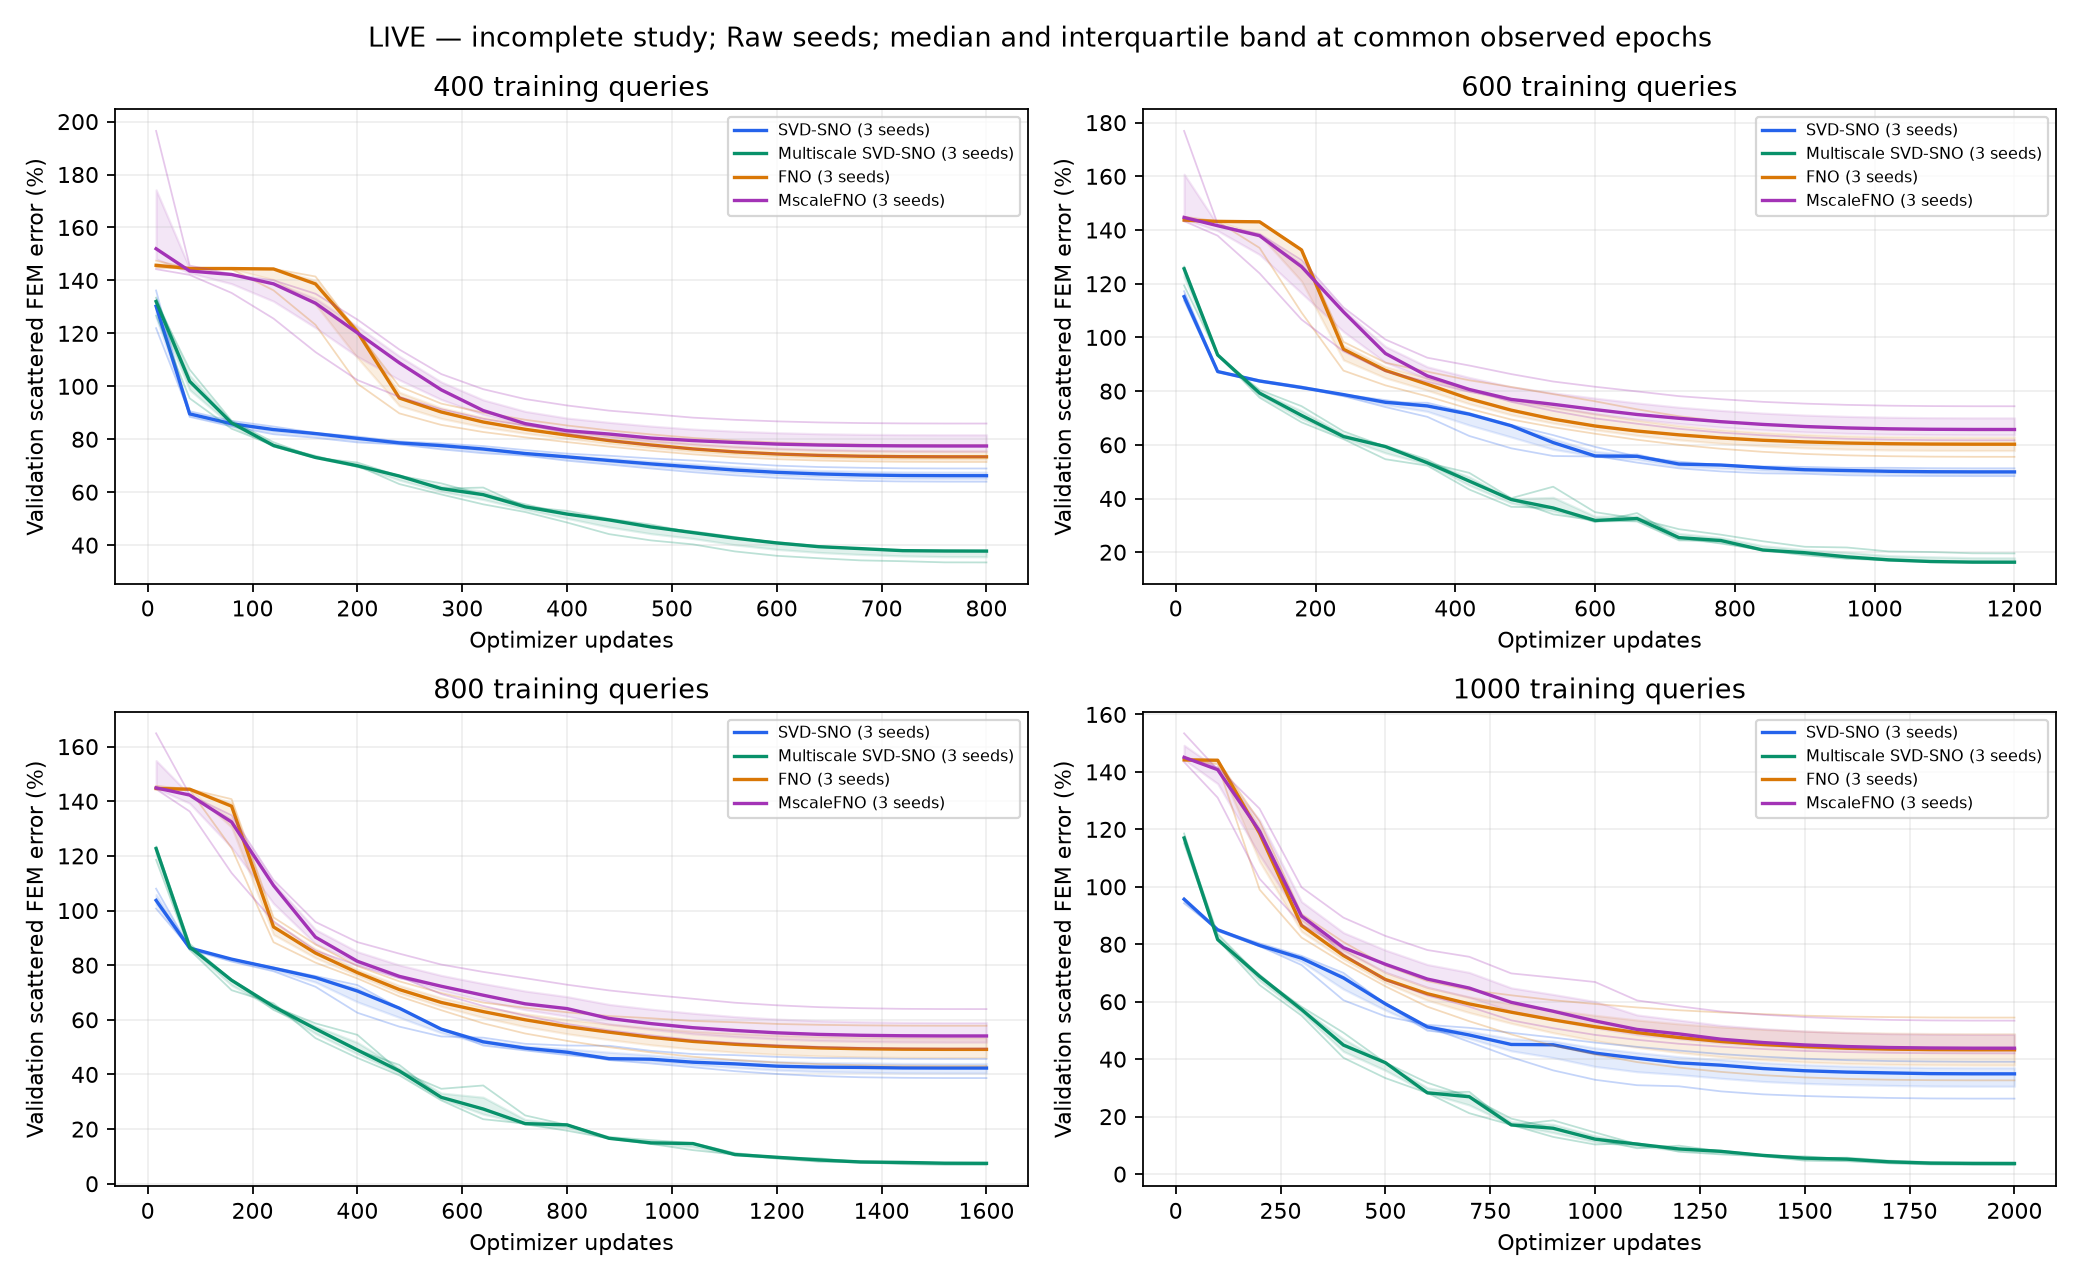 LIVE — incomplete study; Raw seeds; median and interquartile band at common observed epochs
400 training queries
Validation scattered FEM error (%)
200
180
160
140
120
100
80
60
40
SVD-SNO (3 seeds)
Multiscale SVD-SNO (3 seeds)
FNO (3 seeds)
MscaleFNO (3 seeds)
0 100 200 300 400 500 600 700 800
Optimizer updates
600 training queries
Validation scattered FEM error (%)
180
160
140
120
100
80
60
40
20
SVD-SNO (3 seeds)
Multiscale SVD-SNO (3 seeds)
FNO (3 seeds)
MscaleFNO (3 seeds)
0 200 400 600 800 1000 1200
Optimizer updates
800 training queries
Validation scattered FEM error (%)
160
140
120
100
80
60
40
20
0
SVD-SNO (3 seeds)
Multiscale SVD-SNO (3 seeds)
FNO (3 seeds)
MscaleFNO (3 seeds)
0 200 400 600 800 1000 1200 1400 1600
Optimizer updates
1000 training queries
Validation scattered FEM error (%)
160
140
120
100
80
60
40
20
0
SVD-SNO (3 seeds)
Multiscale SVD-SNO (3 seeds)
FNO (3 seeds)
MscaleFNO (3 seeds)
0 250 500 750 1000 1250 1500 1750 2000
Optimizer updates